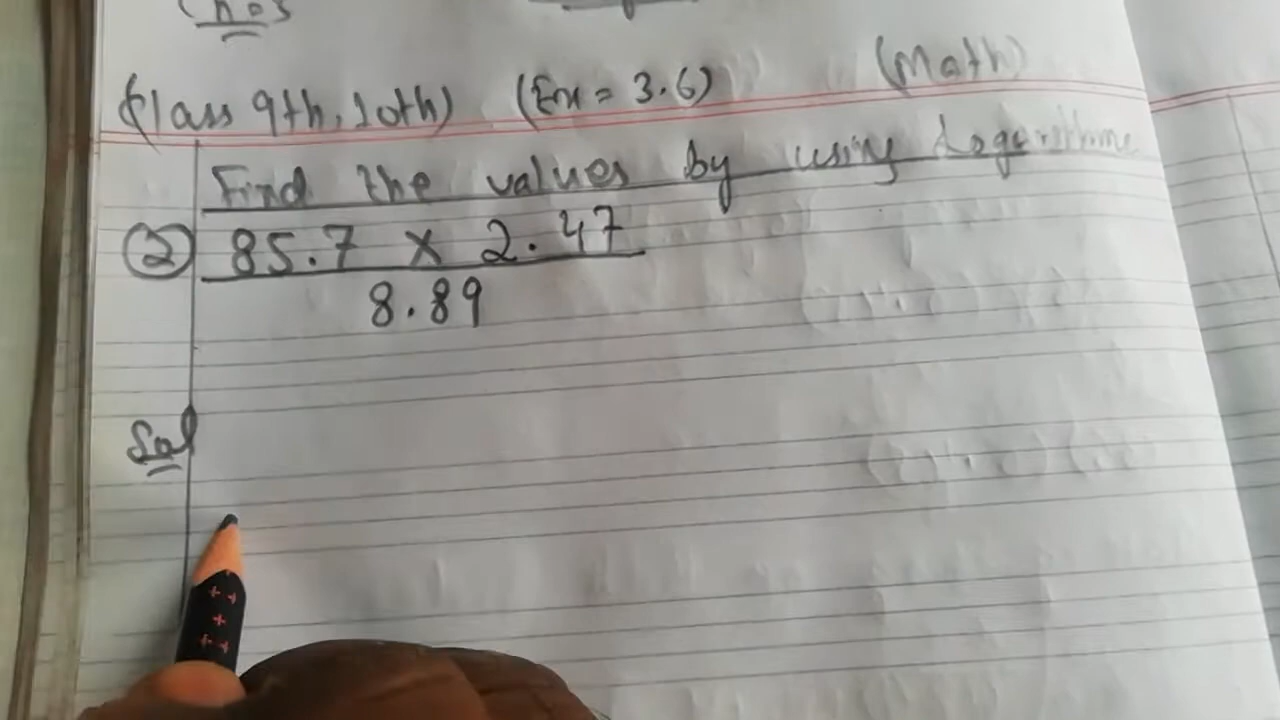 (Class 9th, 10th) (Ex = 3.6) (Math)
Find the values by using Logarithme
② 85.7 x 2.47
8.89
Sol